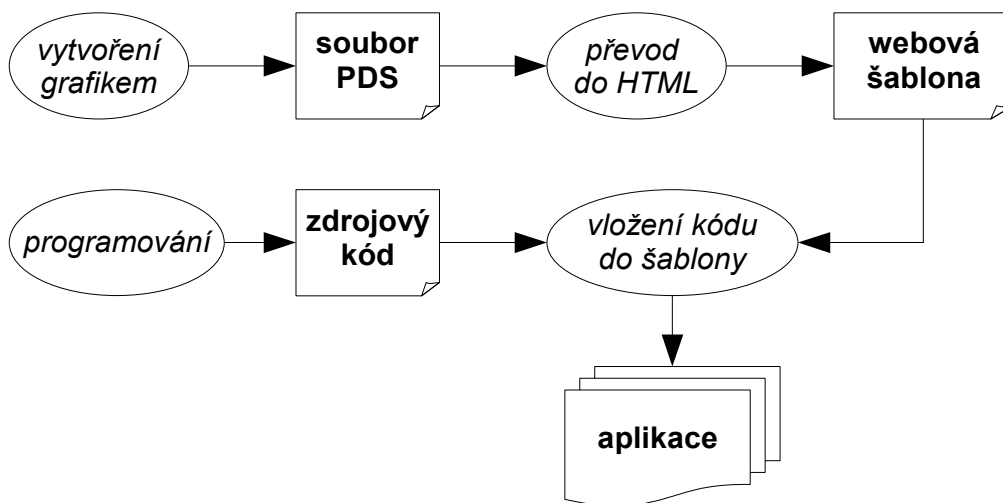 vytvoření
grafikem
soubor
PDS
převod
do HTML
webová
šablona
programování
zdrojový
kód
vložení kódu
do šablony
aplikace